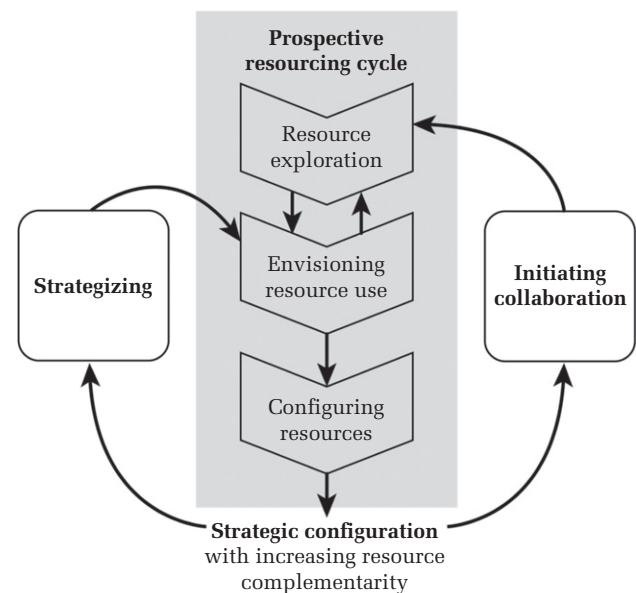 Prospective
resourcing cycle
Resource
exploration
Envisioning
resource use
Strategizing
Initiating
collaboration
Configuring
resources
Strategic configuration
with increasing resource
complementarity